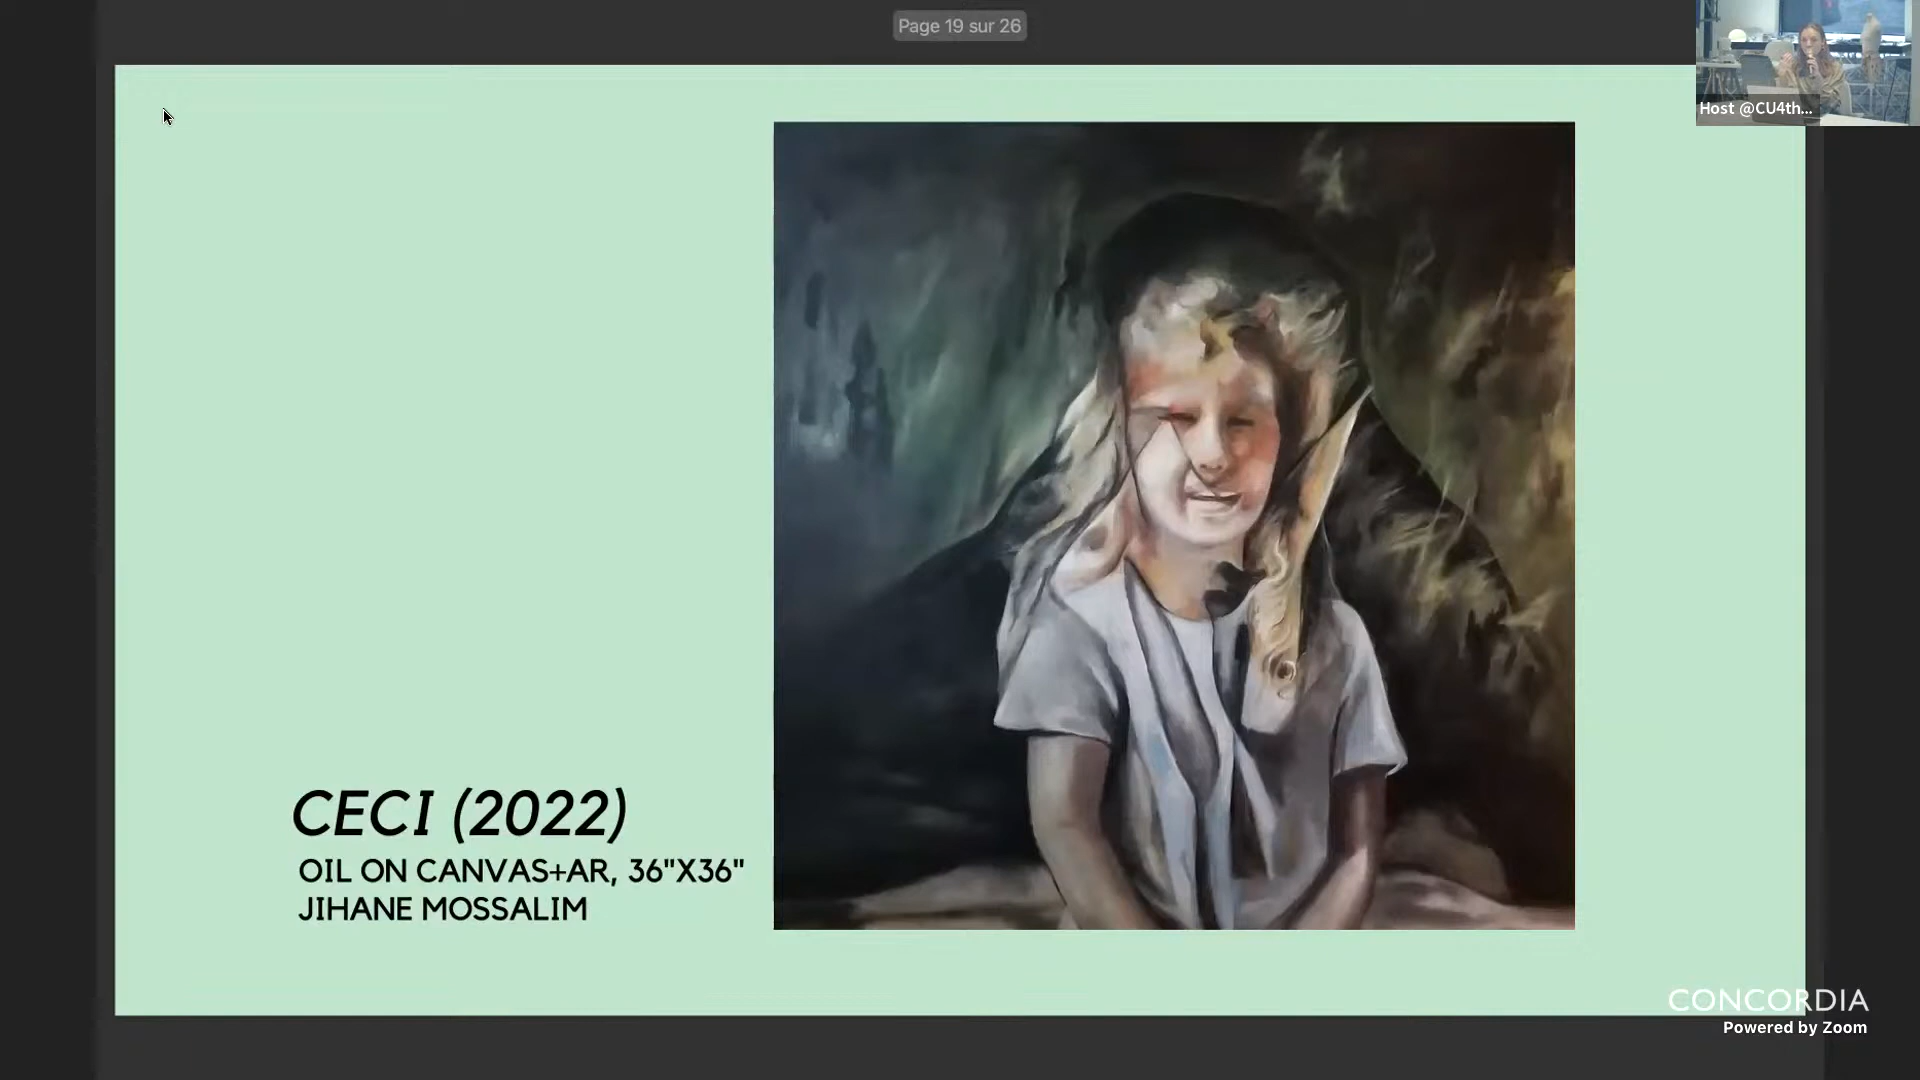 Page 19 sur 26
Host @CU4th...
CECI (2022)
OIL ON CANVAS+AR, 36"X36"
JIHANE MOSSALIM
CONCORDIA
Powered by Zoom